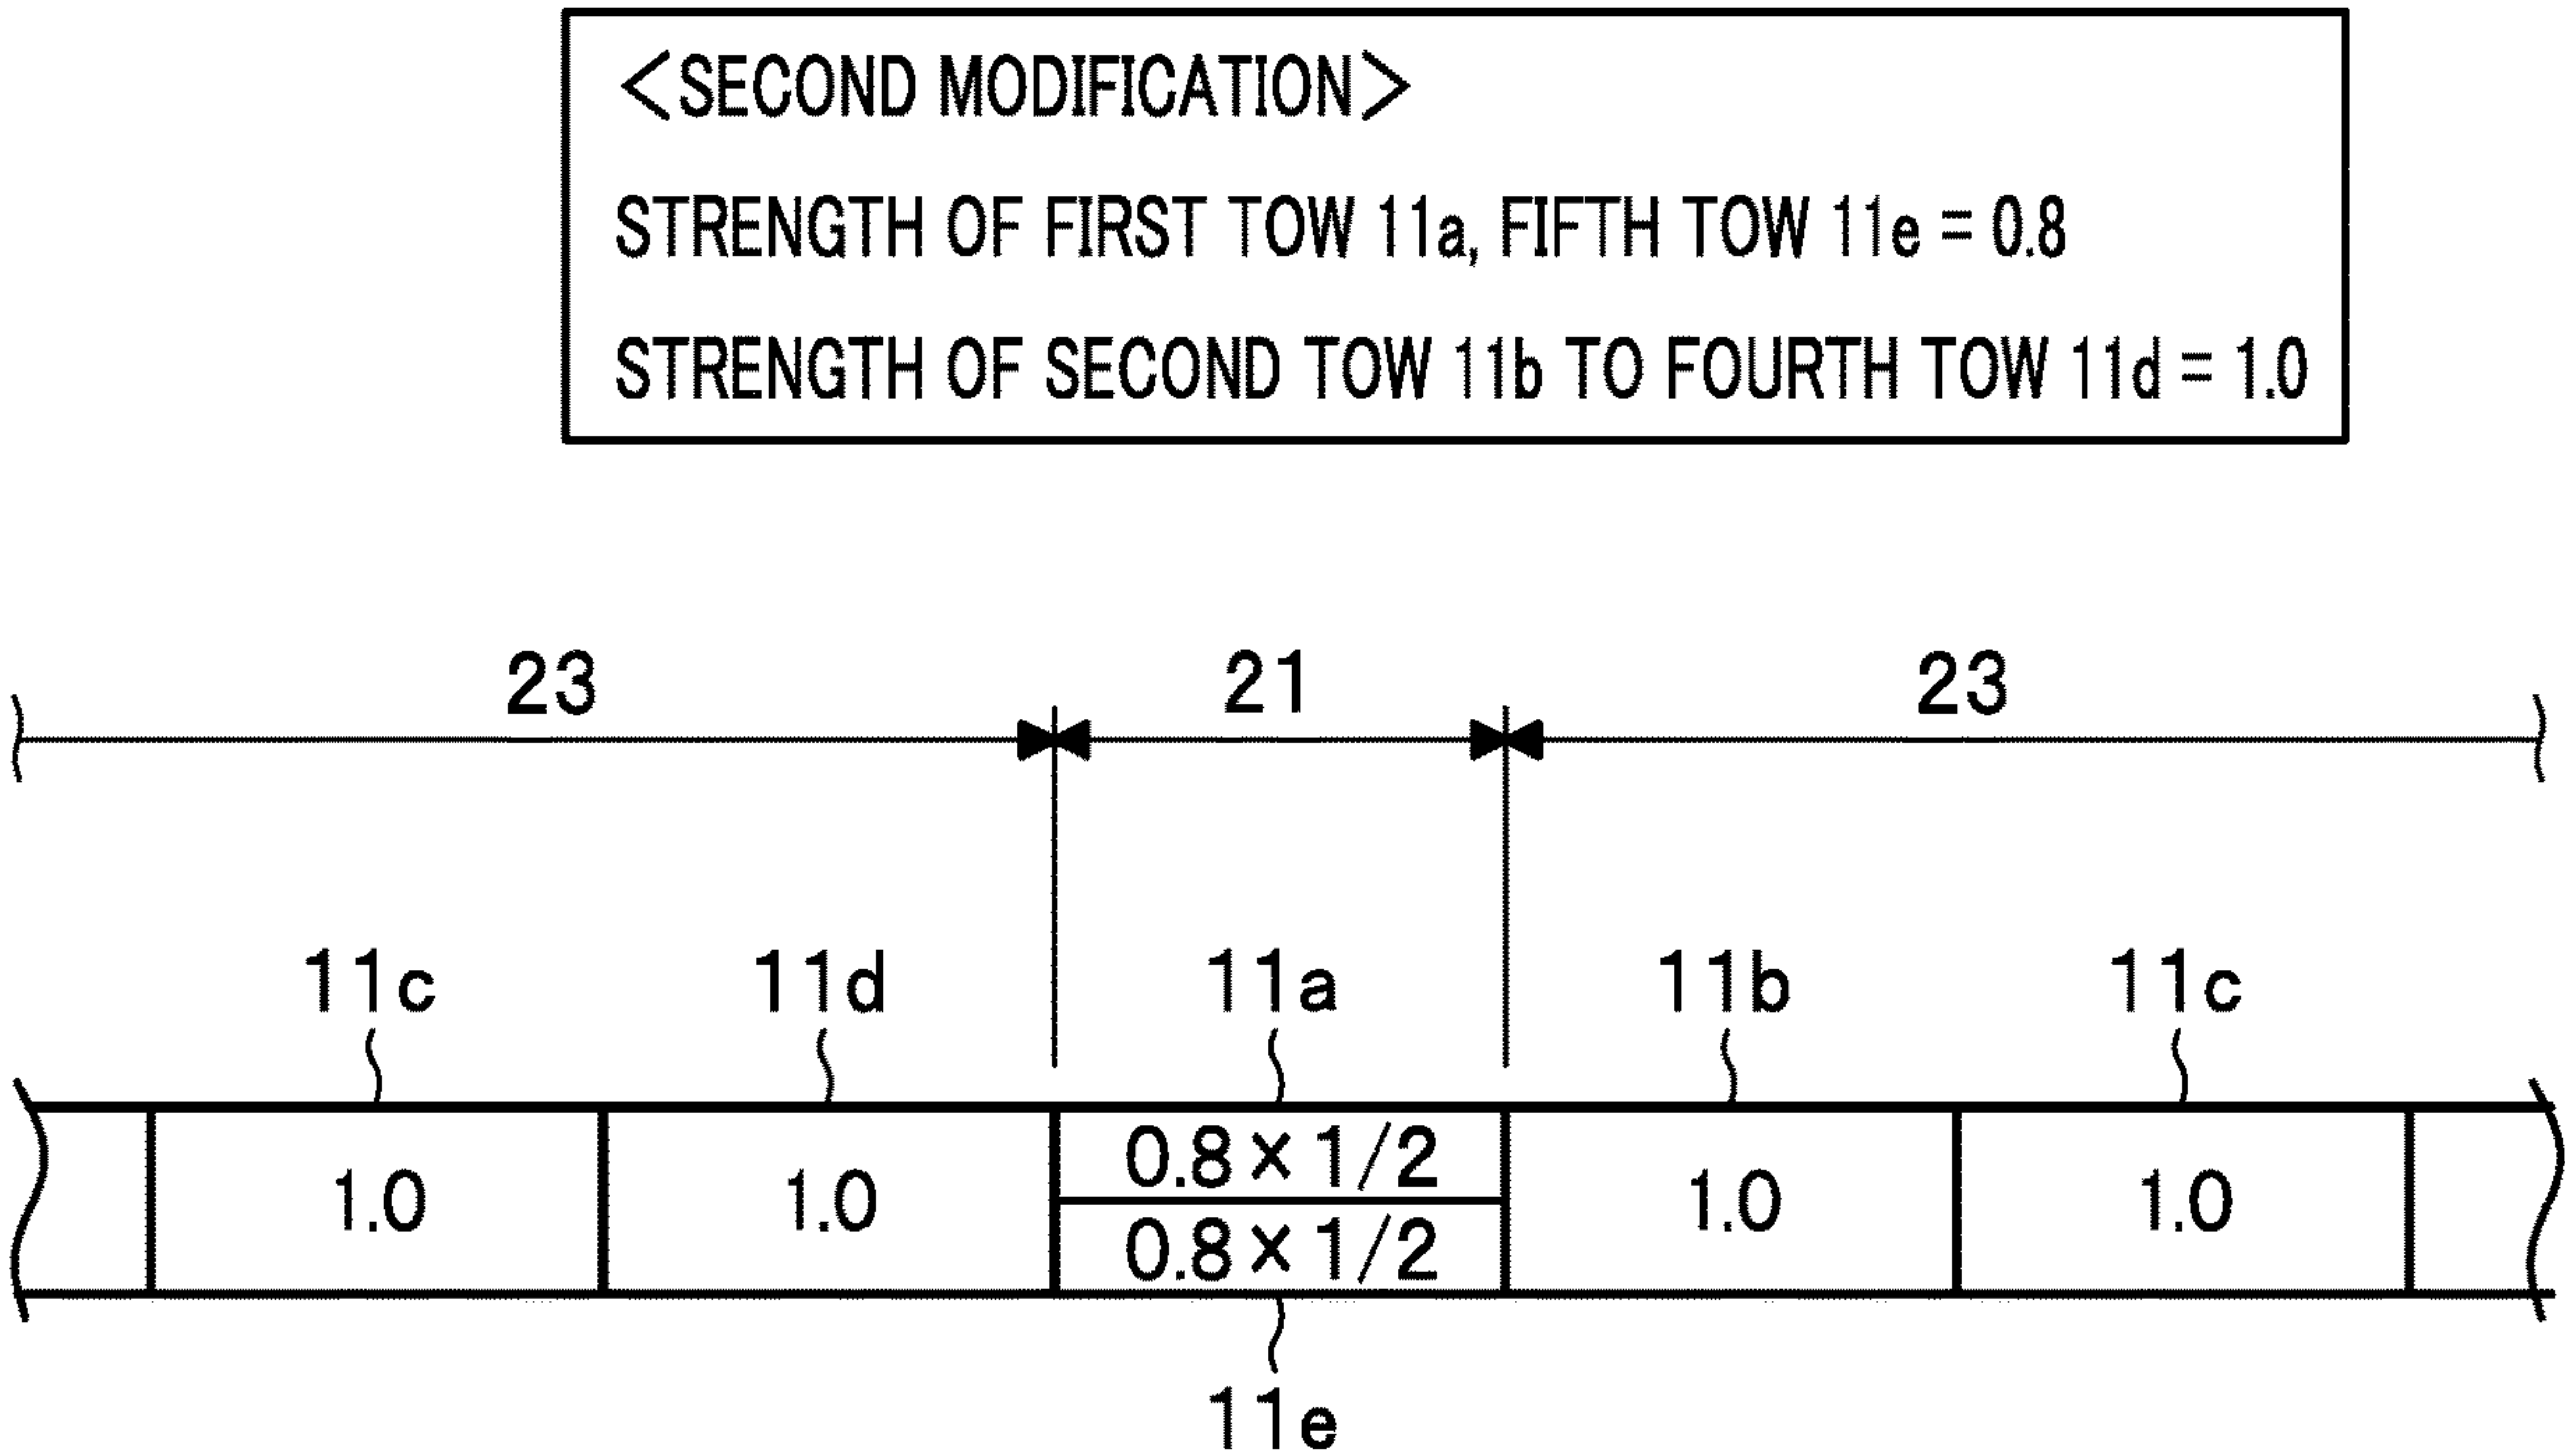 <SECOND MODIFICATION>
STRENGTH OF FIRST TOW 11a, FIFTH TOW 11e = 0.8
STRENGTH OF SECOND TOW 11b TO FOURTH TOW 11d = 1.0
23 21 23
11c 11d 11a 11b 11c
0.8×1/2
1.0 1.0 1.0 1.0
0.8×1/2
11e